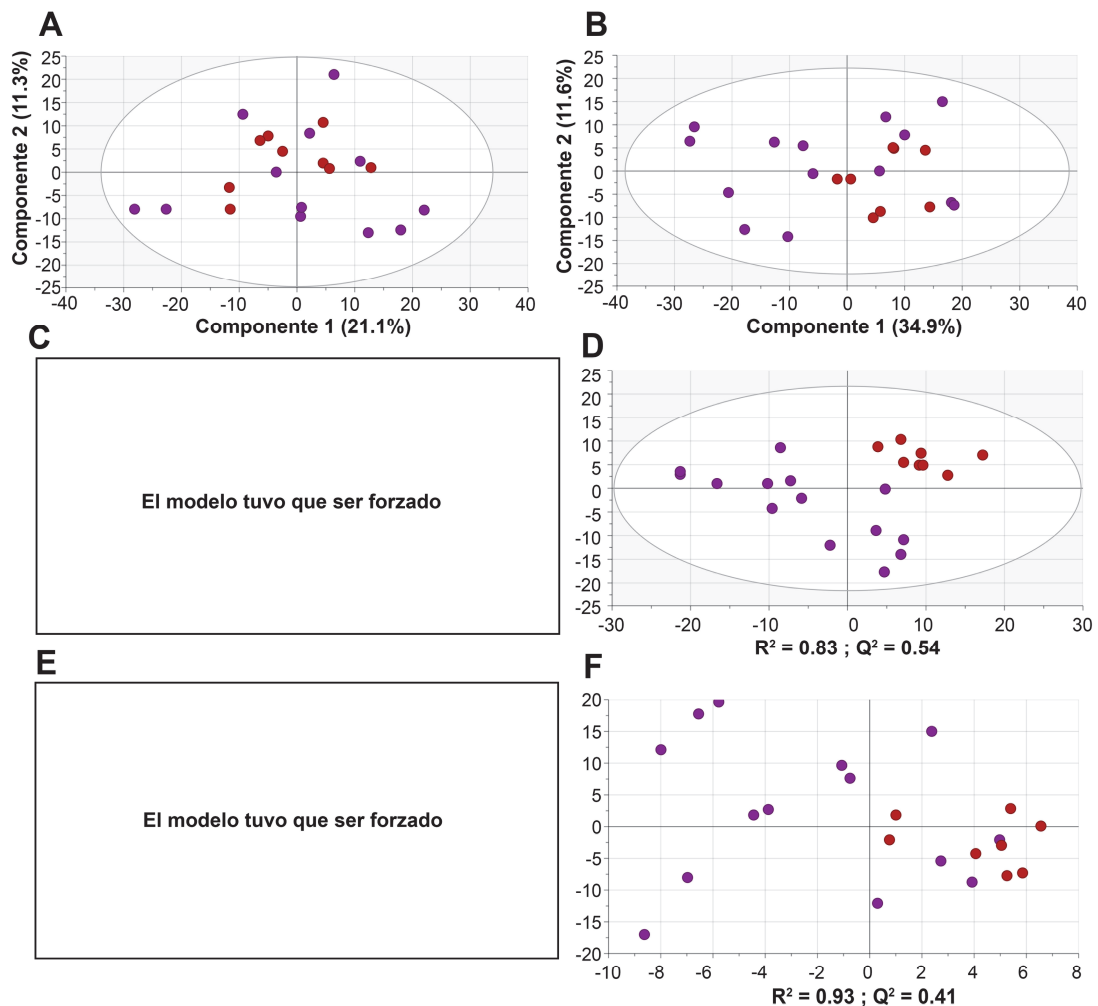 A
Componente 2 (11.3%)
25
20
15
10
5
0
-5
-10
-15
-20
-25
-40 -30 -20 -10 0 10 20 30 40
Componente 1 (21.1%)
B
Componente 2 (11.6%)
25
20
15
10
5
0
-5
-10
-15
-20
-25
-40 -30 -20 -10 0 10 20 30 40
Componente 1 (34.9%)
C
El modelo tuvo que ser forzado
D
25
20
15
10
5
0
-5
-10
-15
-20
-25
-30 -20 -10 0 10 20 30
R² = 0.83 ; Q² = 0.54
E
El modelo tuvo que ser forzado
F
20
15
10
5
0
-5
-10
-15
-20
-10 -8 -6 -4 -2 0 2 4 6 8
R² = 0.93 ; Q² = 0.41